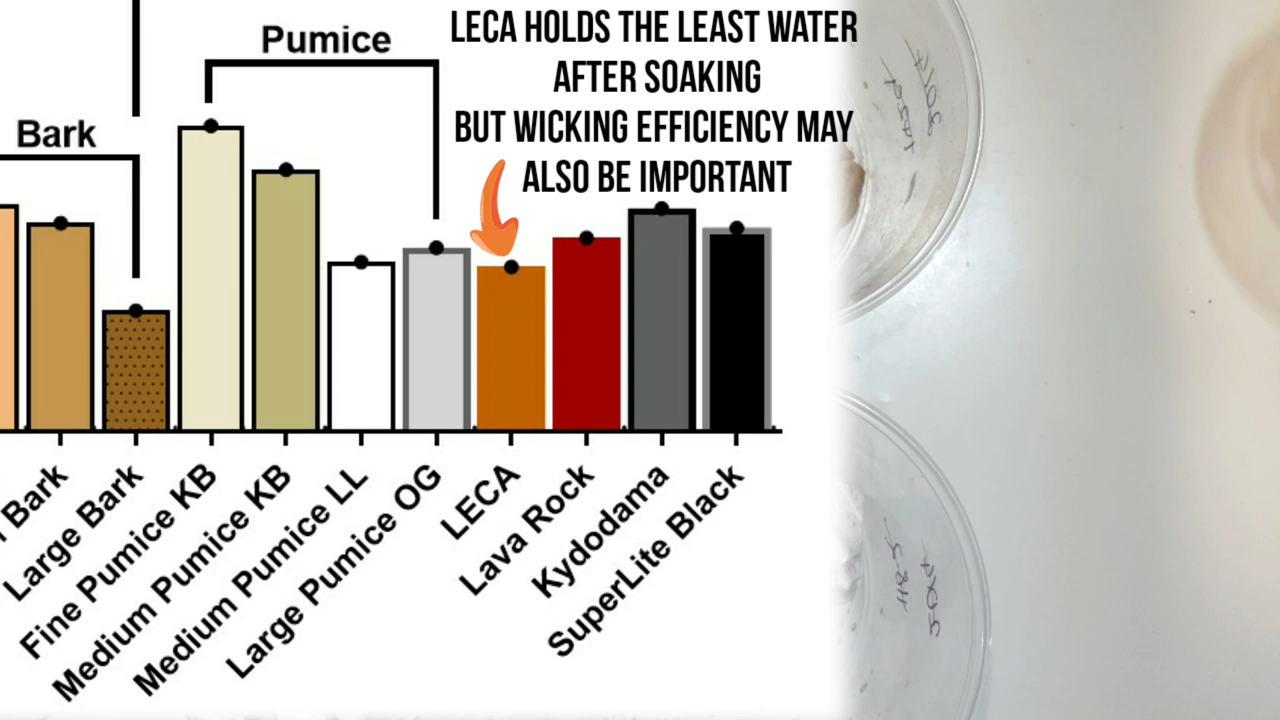 LECA HOLDS THE LEAST WATER
AFTER SOAKING
BUT WICKING EFFICIENCY MAY
ALSO BE IMPORTANT
Pumice
Bark
Bark
Large Bark
Fine Pumice KB
Medium Pumice KB
Medium Pumice LL
Large Pumice OG
LECA
Lava Rock
Kydodama
SuperLite Black